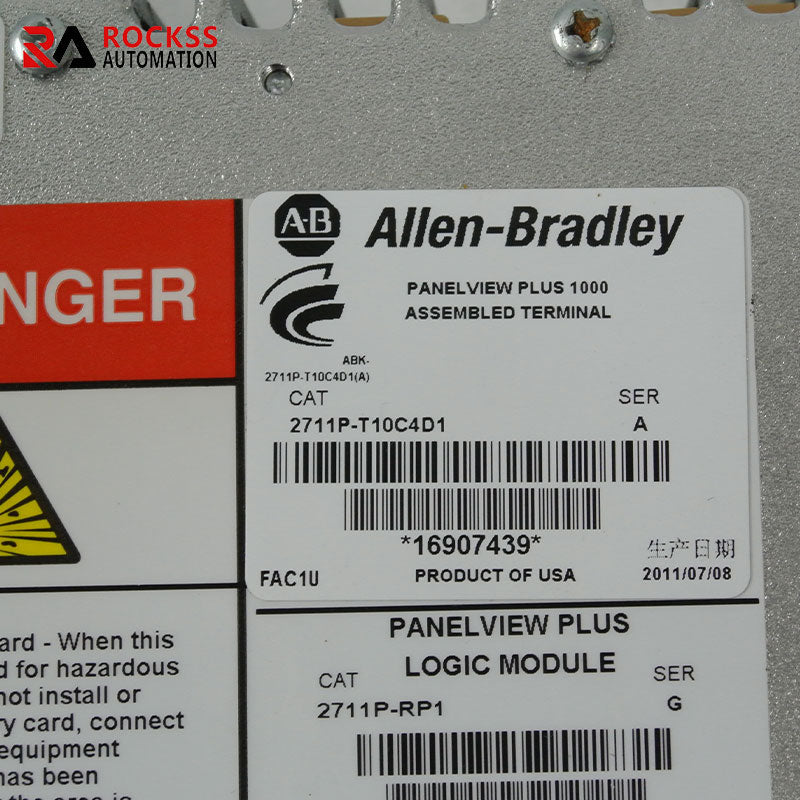 RA ROCKSS
AUTOMATION
NGER
A-B Allen-Bradley
PANELVIEW PLUS 1000
ASSEMBLED TERMINAL
ABK-
2711P-T10C4D1(A)
CAT SER
2711P-T10C4D1 A
*16907439*
生产日期
FAC1U PRODUCT OF USA 2011/07/08
PANELVIEW PLUS
LOGIC MODULE
CAT SER
2711P-RP1 G
ard - When this
d for hazardous
not install or
ry card, connect
equipment
has been